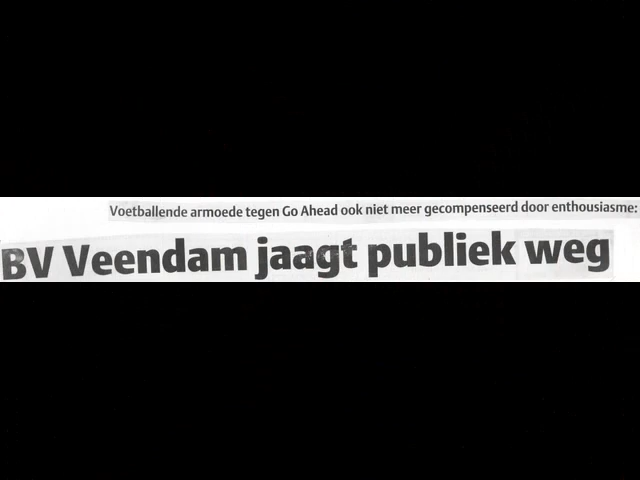 Voetballende armoede tegen Go Ahead ook niet meer gecompenseerd door enthousiasme:
BV Veendam jaagt publiek weg